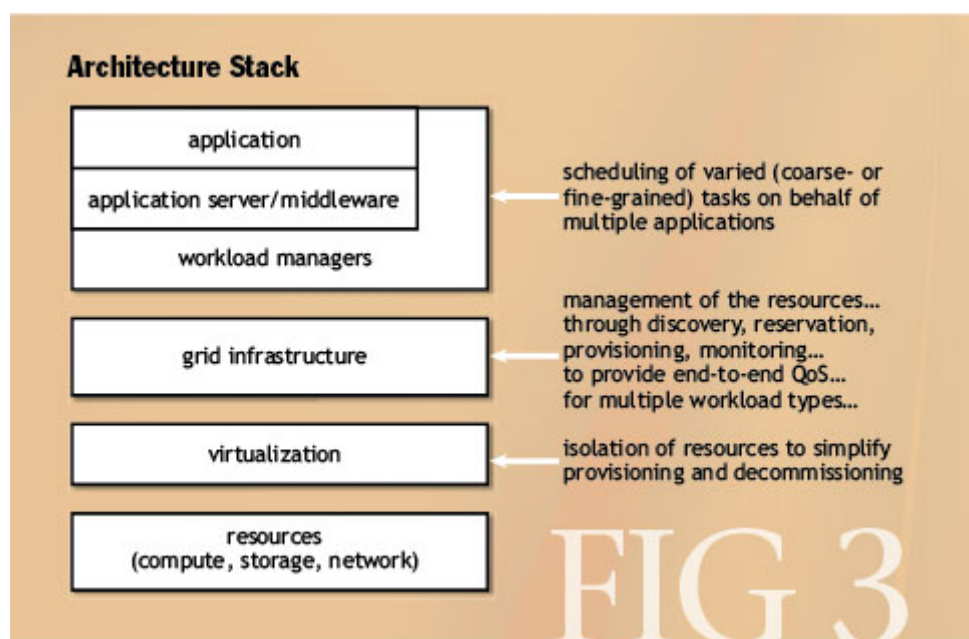 Architecture Stack
application
application server/middleware
workload managers
scheduling of varied (coarse- or
fine-grained) tasks on behalf of
multiple applications
grid infrastructure
management of the resources...
through discovery, reservation,
provisioning, monitoring...
to provide end-to-end QoS...
for multiple workload types...
virtualization
isolation of resources to simplify
provisioning and decommissioning
resources
(compute, storage, network)
FIG 3